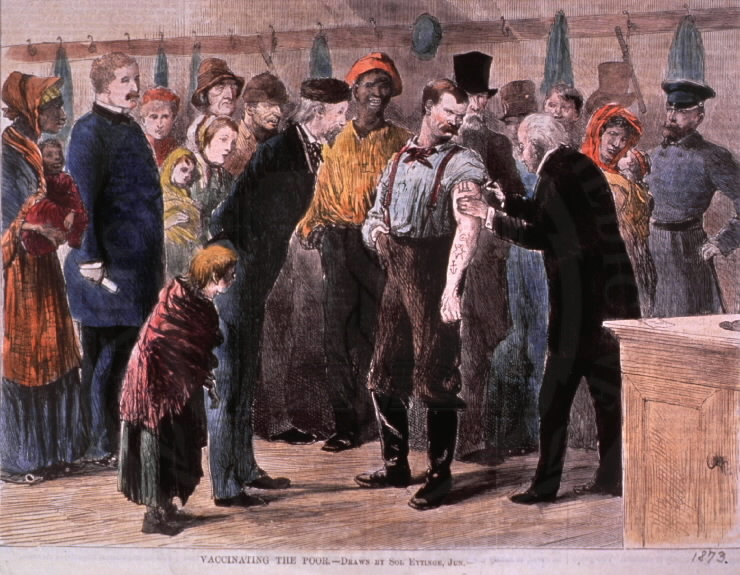 VACCINATING THE POOR.—DRAWN BY SOL EYTINGE, JUN.
1873.